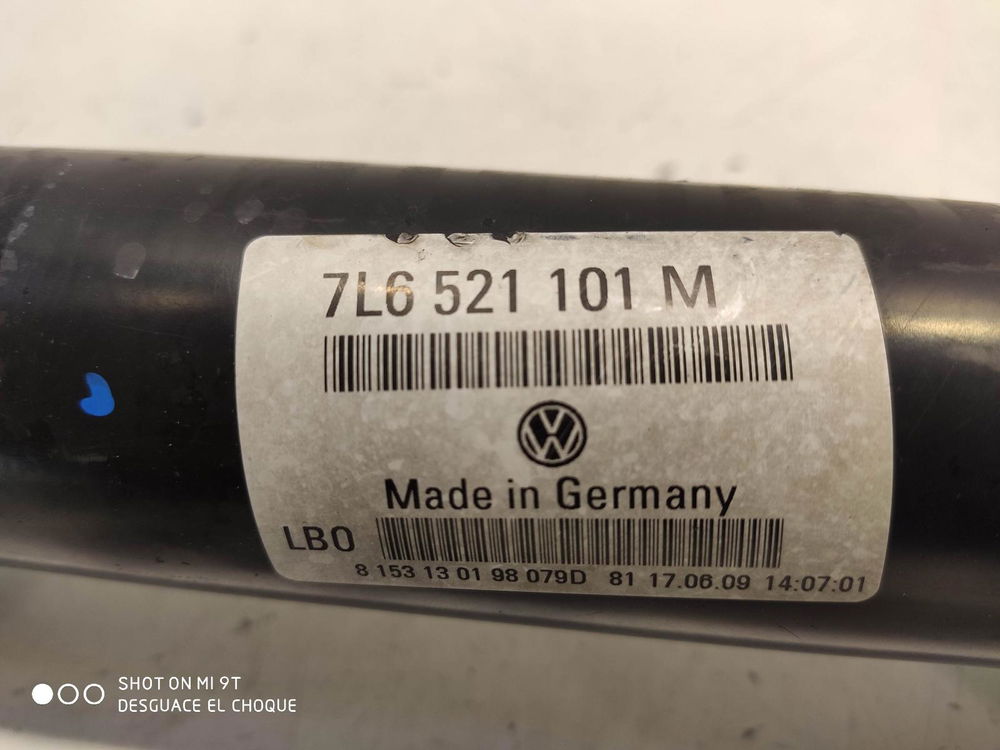 7L6 521 101 M
Made in Germany
LBO
8 153 13 01 98 079D 81 17.06.09 14:07:01
SHOT ON MI 9T
DESGUACE EL CHOQUE